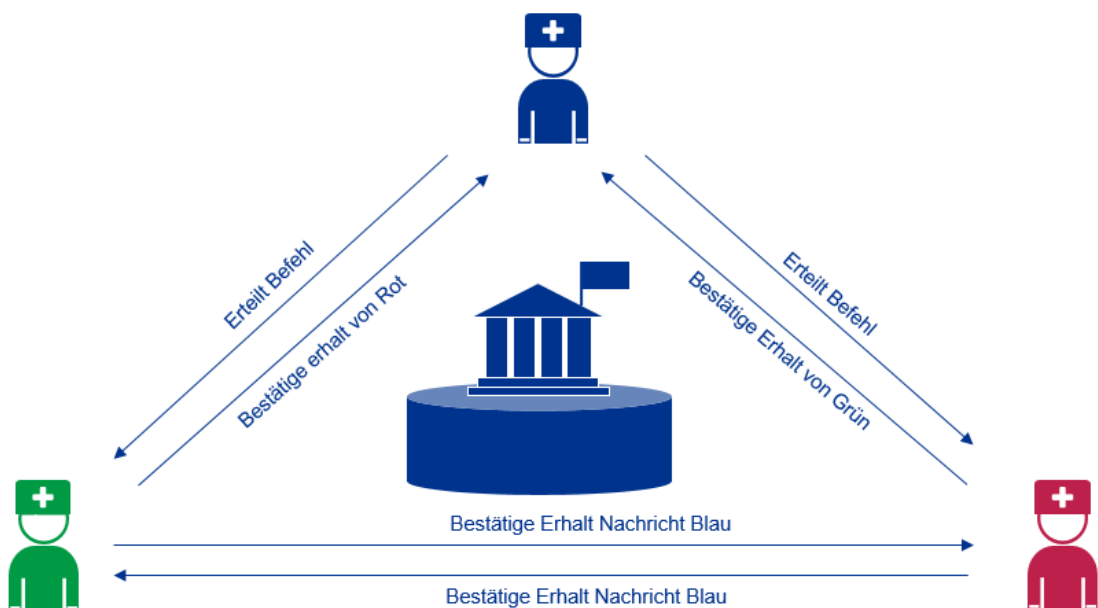 Erteilt Befehl
Bestätige erhalt von Rot
Erteilt Befehl
Bestätige Erhalt von Grün
Bestätige Erhalt Nachricht Blau
Bestätige Erhalt Nachricht Blau